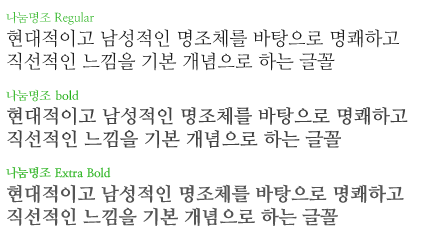 나눔명조 Regular
현대적이고 남성적인 명조체를 바탕으로 명쾌하고
직선적인 느낌을 기본 개념으로 하는 글꼴
나눔명조 bold
현대적이고 남성적인 명조체를 바탕으로 명쾌하고
직선적인 느낌을 기본 개념으로 하는 글꼴
나눔명조 Extra Bold
현대적이고 남성적인 명조체를 바탕으로 명쾌하고
직선적인 느낌을 기본 개념으로 하는 글꼴